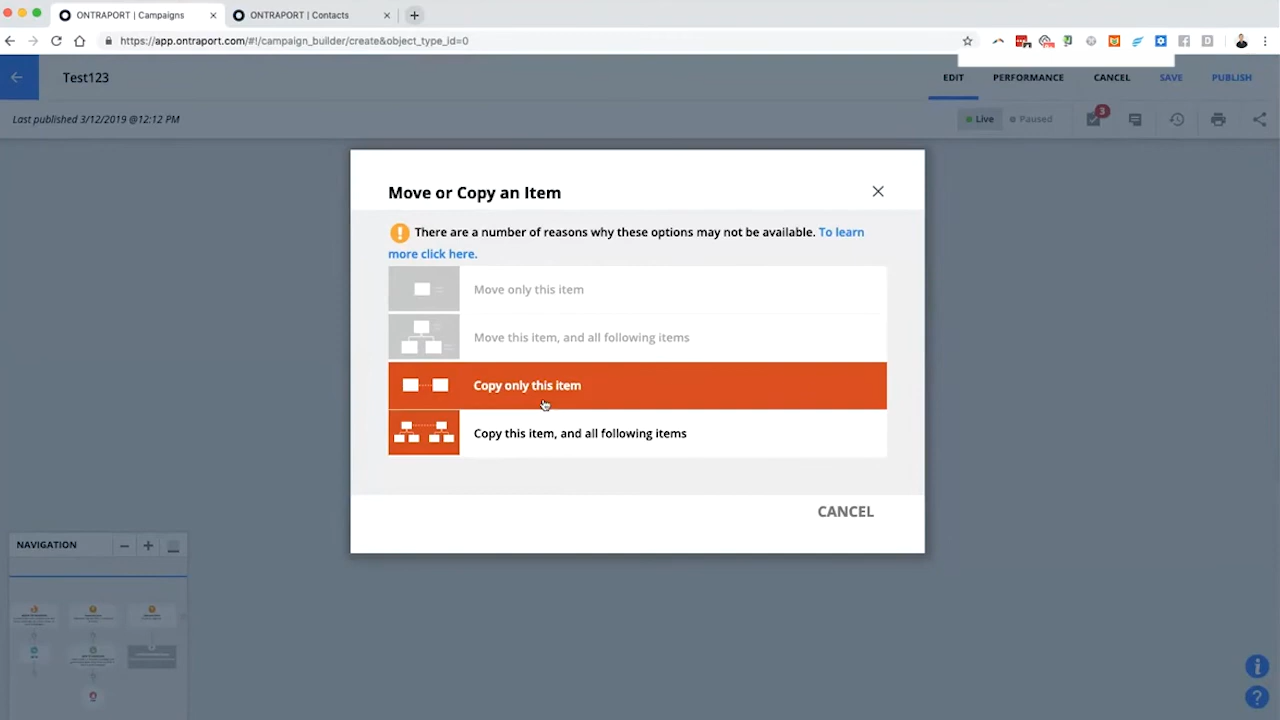 ONTRAPORT | Campaigns
ONTRAPORT | Contacts
https://app.ontraport.com/#!/campaign_builder/create&object_type_id=0
Test123
EDIT
PERFORMANCE
CANCEL
SAVE
PUBLISH
Last published 3/12/2019 @12:12 PM
Live
Paused
3
Move or Copy an Item
There are a number of reasons why these options may not be available. To learn
more click here.
Move only this item
Move this item, and all following items
Copy only this item
Copy this item, and all following items
CANCEL
NAVIGATION